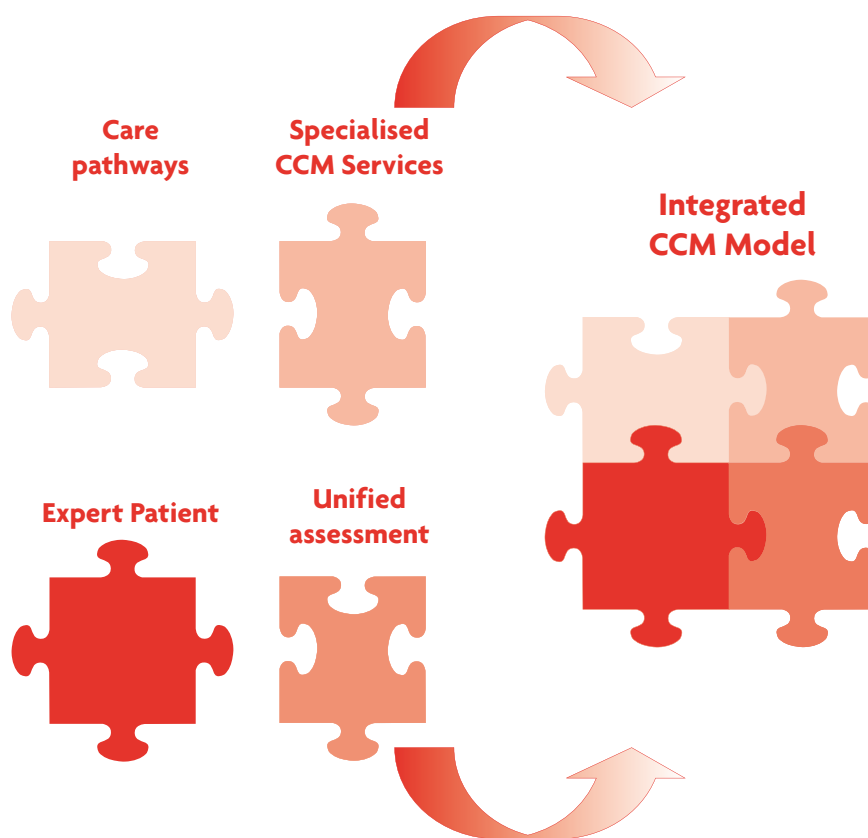 Care
pathways
Specialised
CCM Services
Integrated
CCM Model
Expert Patient
Unified
assessment